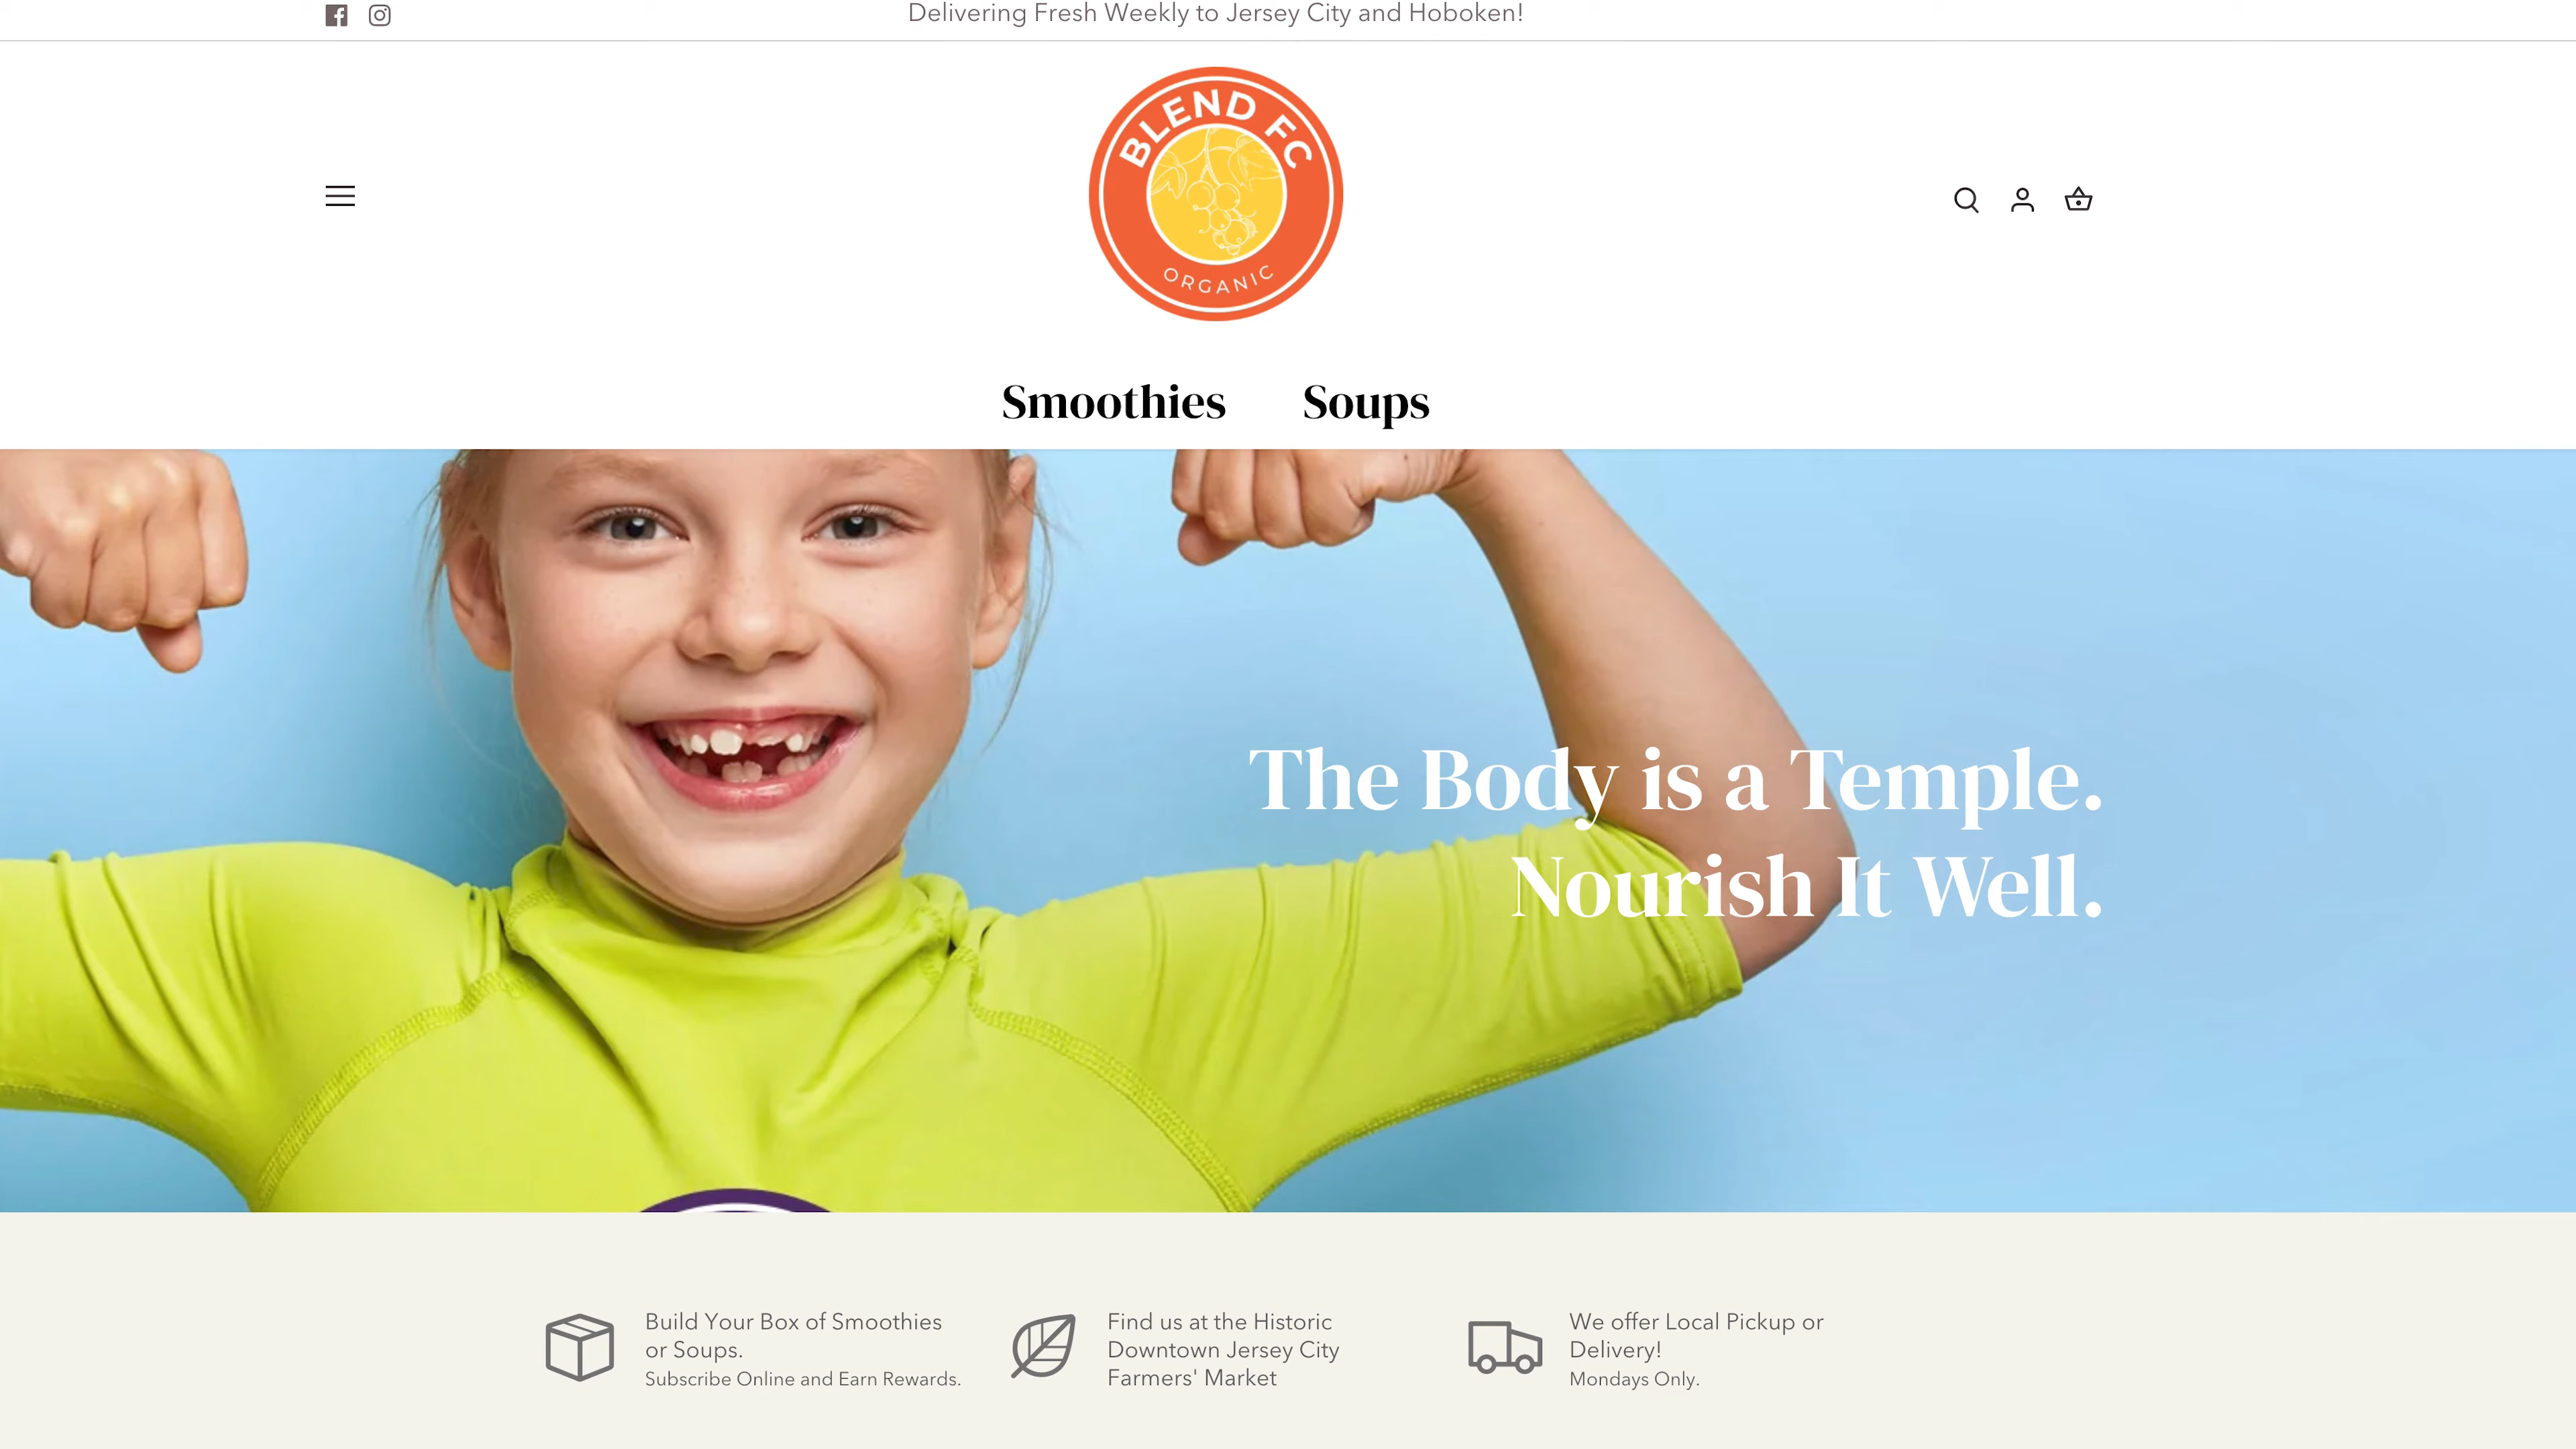 Delivering Fresh Weekly to Jersey City and Hoboken!
BLEND FC
ORGANIC
Smoothies
Soups
The Body is a Temple.
Nourish It Well.
Build Your Box of Smoothies
or Soups.
Subscribe Online and Earn Rewards.
Find us at the Historic
Downtown Jersey City
Farmers' Market
We offer Local Pickup or
Delivery!
Mondays Only.